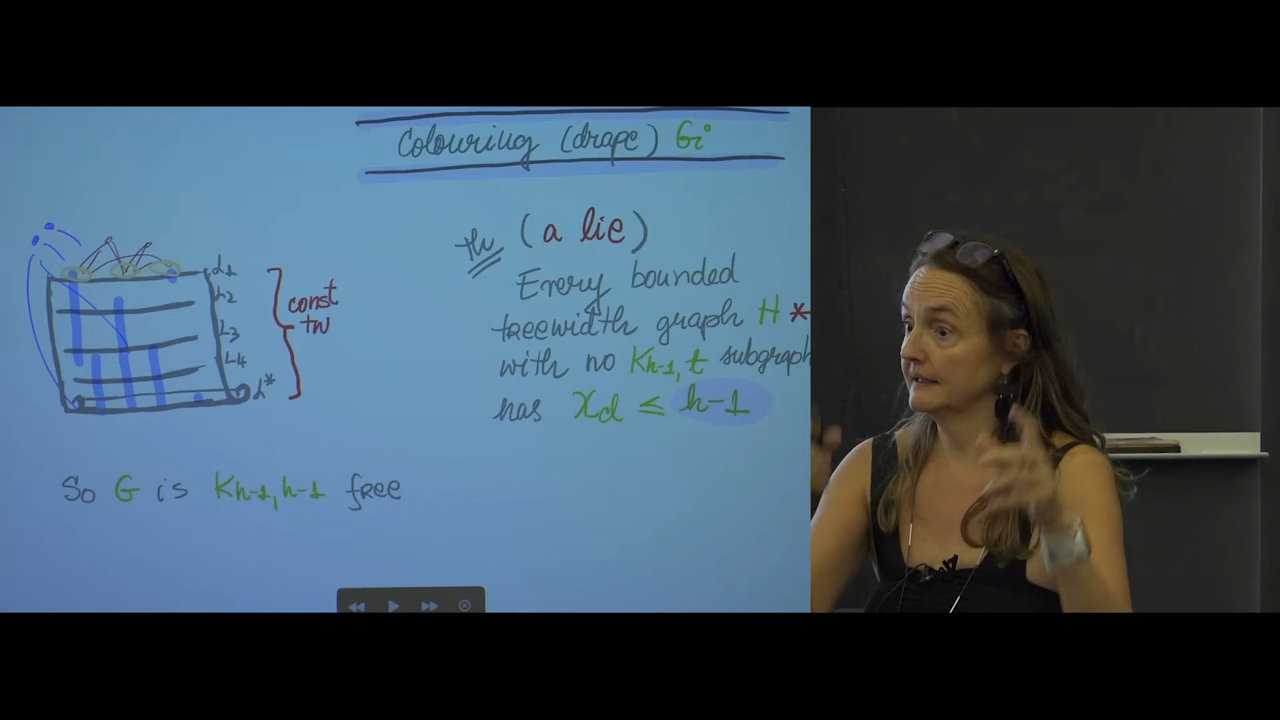 Colouring (drape) Gi
th (a lie)
Every bounded
treewidth graph H *
with no Kh-1,t subgraph
has χd ≤ h-1
L1
L2
L3
L4
L*
const
tw
So G is Kh-1,h-1 free